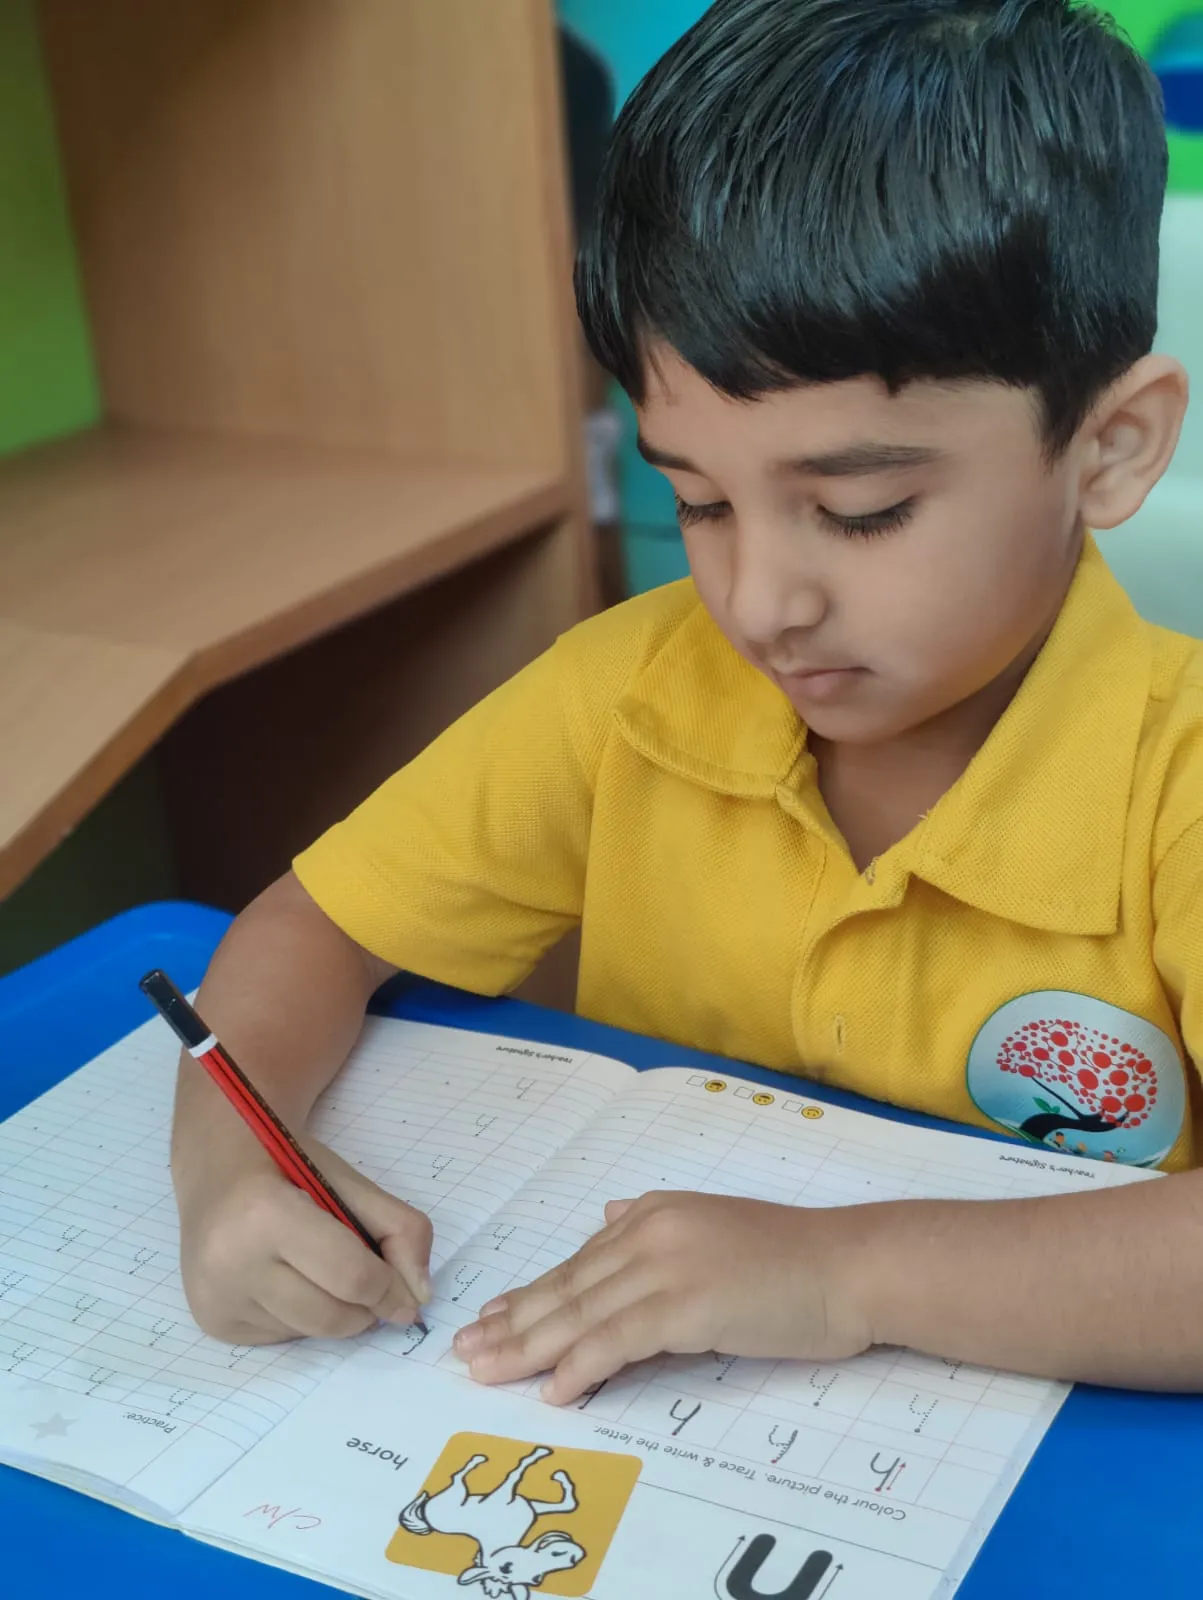 c/w
horse
Colour the picture. Trace & write the letter.
h h h
h h h
h
h
Teacher's Signature
Practice:
h h h
h h h
h h
h
h
h
Teacher's Signature